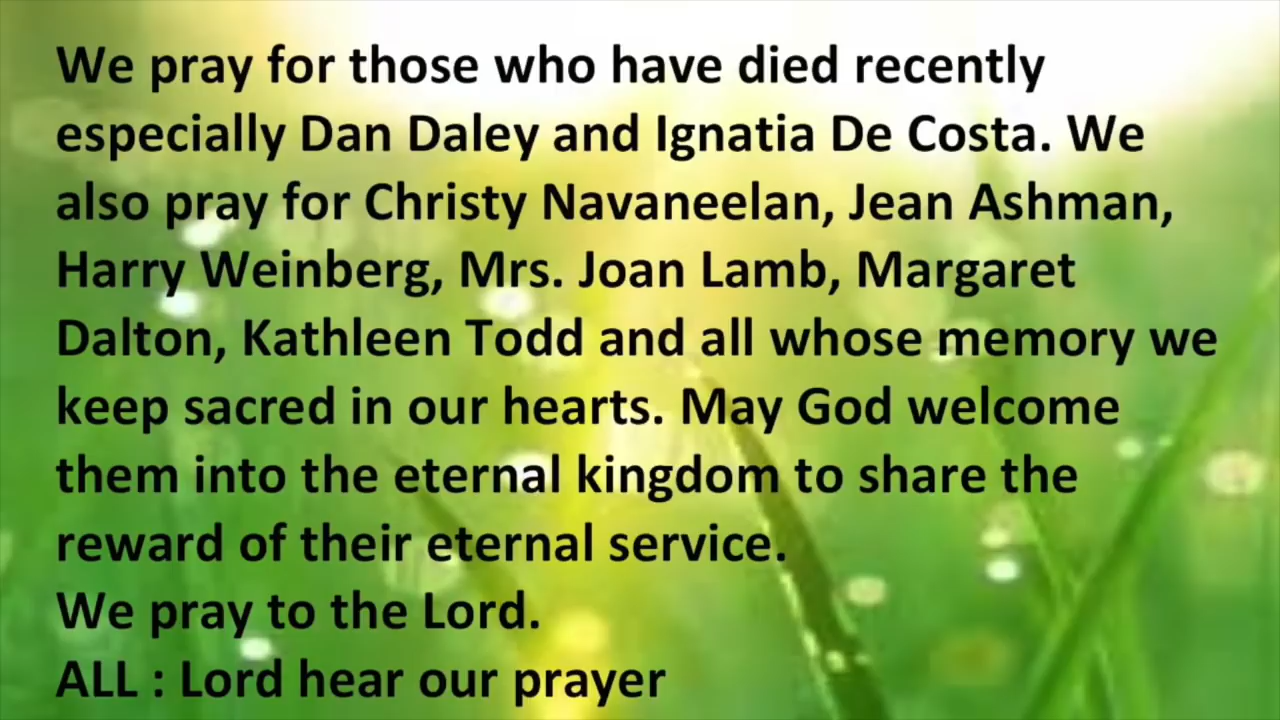 We pray for those who have died recently
especially Dan Daley and Ignatia De Costa. We
also pray for Christy Navaneelan, Jean Ashman,
Harry Weinberg, Mrs. Joan Lamb, Margaret
Dalton, Kathleen Todd and all whose memory we
keep sacred in our hearts. May God welcome
them into the eternal kingdom to share the
reward of their eternal service.
We pray to the Lord.
ALL : Lord hear our prayer